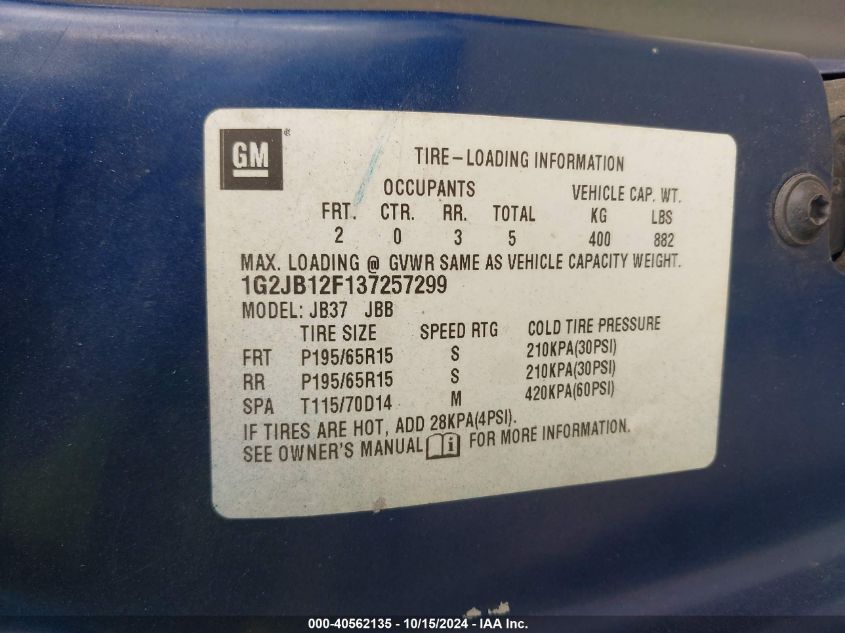 GM
TIRE-LOADING INFORMATION
OCCUPANTS VEHICLE CAP. WT.
FRT. CTR. RR. TOTAL KG LBS
2 0 3 5 400 882
MAX. LOADING @ GVWR SAME AS VEHICLE CAPACITY WEIGHT.
1G2JB12F137257299
MODEL: JB37 JBB
TIRE SIZE SPEED RTG COLD TIRE PRESSURE
FRT P195/65R15 S 210KPA(30PSI)
RR P195/65R15 S 210KPA(30PSI)
SPA T115/70D14 M 420KPA(60PSI)
IF TIRES ARE HOT, ADD 28KPA(4PSI).
SEE OWNER'S MANUAL i FOR MORE INFORMATION.
000-40562135 - 10/15/2024 - IAA Inc.